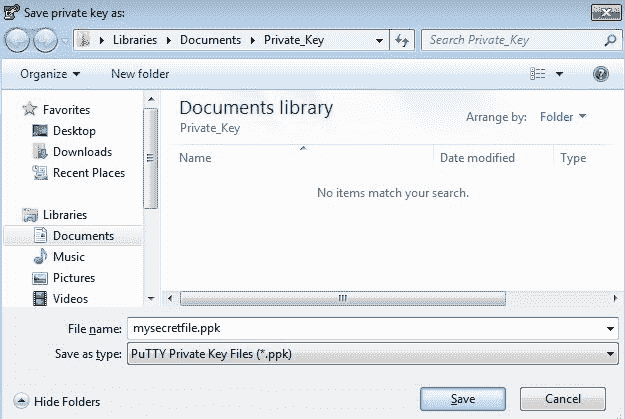 Save private key as:
Libraries Documents Private_Key Search Private_Key
Organize New folder
Favorites
Desktop
Downloads
Recent Places
Libraries
Documents
Music
Pictures
Videos
Documents library
Private_Key
Arrange by: Folder
Name Date modified Type
No items match your search.
File name: mysecretfile.ppk
Save as type: PuTTY Private Key Files (*.ppk)
Hide Folders Save Cancel